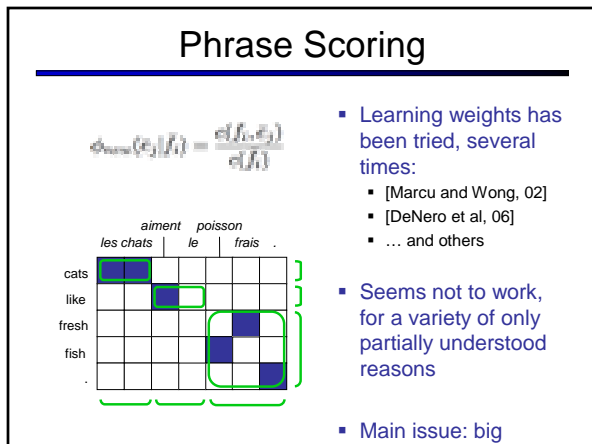 Phrase Scoring
▪ Learning weights has
been tried, several
times:
▪ [Marcu and Wong, 02]
▪ [DeNero et al, 06]
▪ … and others
▪ Seems not to work,
for a variety of only
partially understood
reasons
▪ Main issue: big
aiment poisson
les chats le frais .
cats
like
fresh
fish
.